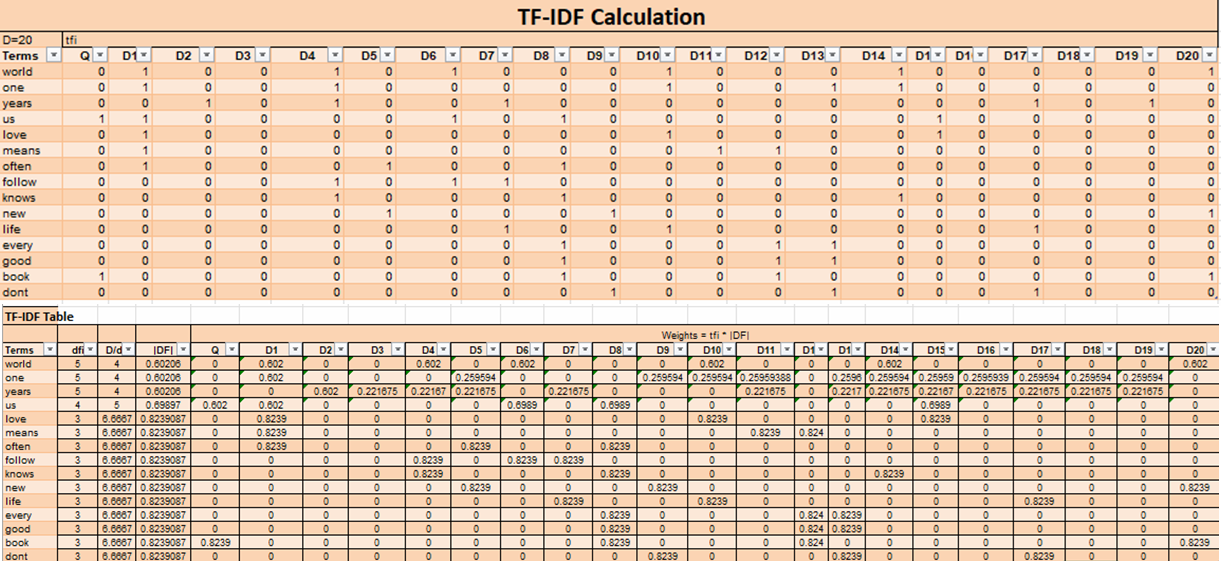 TF-IDF Calculation
D=20 tfi
Terms Q D1 D2 D3 D4 D5 D6 D7 D8 D9 D10 D11 D12 D13 D14 D1 D1 D17 D18 D19 D20
world 0 1 0 0 1 0 1 0 0 0 1 0 0 0 1 0 0 0 0 0 1
one 0 1 0 0 1 0 0 0 0 0 1 0 0 1 1 0 0 0 0 0 0
years 0 0 1 0 1 0 0 1 0 0 0 0 0 0 0 0 0 1 0 1 0
us 1 1 0 0 0 0 1 0 1 0 0 0 0 0 0 1 0 0 0 0 0
love 0 1 0 0 0 0 0 0 0 0 1 0 0 0 0 1 0 0 0 0 0
means 0 1 0 0 0 0 0 0 0 0 0 1 1 0 0 0 0 0 0 0 0
often 0 1 0 0 0 1 0 0 1 0 0 0 0 0 0 0 0 0 0 0 0
follow 0 0 0 0 1 0 1 1 0 0 0 0 0 0 0 0 0 0 0 0 0
knows 0 0 0 0 1 0 0 0 1 0 0 0 0 0 1 0 0 0 0 0 0
new 0 0 0 0 0 1 0 0 0 1 0 0 0 0 0 0 0 0 0 0 1
life 0 0 0 0 0 0 0 1 0 0 1 0 0 0 0 0 0 1 0 0 0
every 0 0 0 0 0 0 0 0 1 0 0 0 1 1 0 0 0 0 0 0 0
good 0 0 0 0 0 0 0 0 1 0 0 0 1 1 0 0 0 0 0 0 0
book 1 0 0 0 0 0 0 0 1 0 0 0 1 0 0 0 0 0 0 0 1
dont 0 0 0 0 0 0 0 0 0 1 0 0 0 1 0 0 0 1 0 0 0
TF-IDF Table
Weights = tfi * |DF|
Terms dfi D/d |DF| Q D1 D2 D3 D4 D5 D6 D7 D8 D9 D10 D11 D1 D1 D14 D15 D16 D17 D18 D19 D20
world 5 4 0.60206 0 0.602 0 0 0.602 0 0.602 0 0 0 0.602 0 0 0 0.602 0 0 0 0 0 0.602
one 5 4 0.60206 0 0.602 0 0 0 0.259594 0 0 0 0.259594 0.259594 0.25959388 0 0.2596 0.259594 0.25959 0.2595939 0.259594 0.259594 0.259594 0
years 5 4 0.60206 0 0 0.602 0.221675 0.22167 0.221675 0 0.221675 0 0 0 0.221675 0 0.2217 0.221675 0.22167 0.221675 0.221675 0.221675 0.221675 0
us 4 5 0.69897 0.602 0.602 0 0 0 0 0.6989 0 0.6989 0 0 0 0 0 0 0.6989 0 0 0 0 0
love 3 6.6667 0.8239087 0 0.8239 0 0 0 0 0 0 0 0 0.8239 0 0 0 0 0.8239 0 0 0 0 0
means 3 6.6667 0.8239087 0 0.8239 0 0 0 0 0 0 0 0 0 0.8239 0.824 0 0 0 0 0 0 0 0
often 3 6.6667 0.8239087 0 0.8239 0 0 0 0.8239 0 0 0.8239 0 0 0 0 0 0 0 0 0 0 0 0
follow 3 6.6667 0.8239087 0 0 0 0 0.8239 0 0.8239 0.8239 0 0 0 0 0 0 0 0 0 0 0 0 0
knows 3 6.6667 0.8239087 0 0 0 0 0.8239 0 0 0 0.8239 0 0 0 0 0 0.8239 0 0 0 0 0 0
new 3 6.6667 0.8239087 0 0 0 0 0 0.8239 0 0 0 0.8239 0 0 0 0 0 0 0 0 0 0 0.8239
life 3 6.6667 0.8239087 0 0 0 0 0 0 0 0.8239 0 0 0.8239 0 0 0 0 0 0 0.8239 0 0 0
every 3 6.6667 0.8239087 0 0 0 0 0 0 0 0 0.8239 0 0 0 0.824 0.8239 0 0 0 0 0 0 0
good 3 6.6667 0.8239087 0 0 0 0 0 0 0 0 0.8239 0 0 0 0.824 0.8239 0 0 0 0 0 0 0
book 3 6.6667 0.8239087 0.8239 0 0 0 0 0 0 0 0.8239 0 0 0 0.824 0 0 0 0 0 0 0 0.8239
dont 3 6.6667 0.8239087 0 0 0 0 0 0 0 0 0 0.8239 0 0 0 0.8239 0 0 0 0.8239 0 0 0